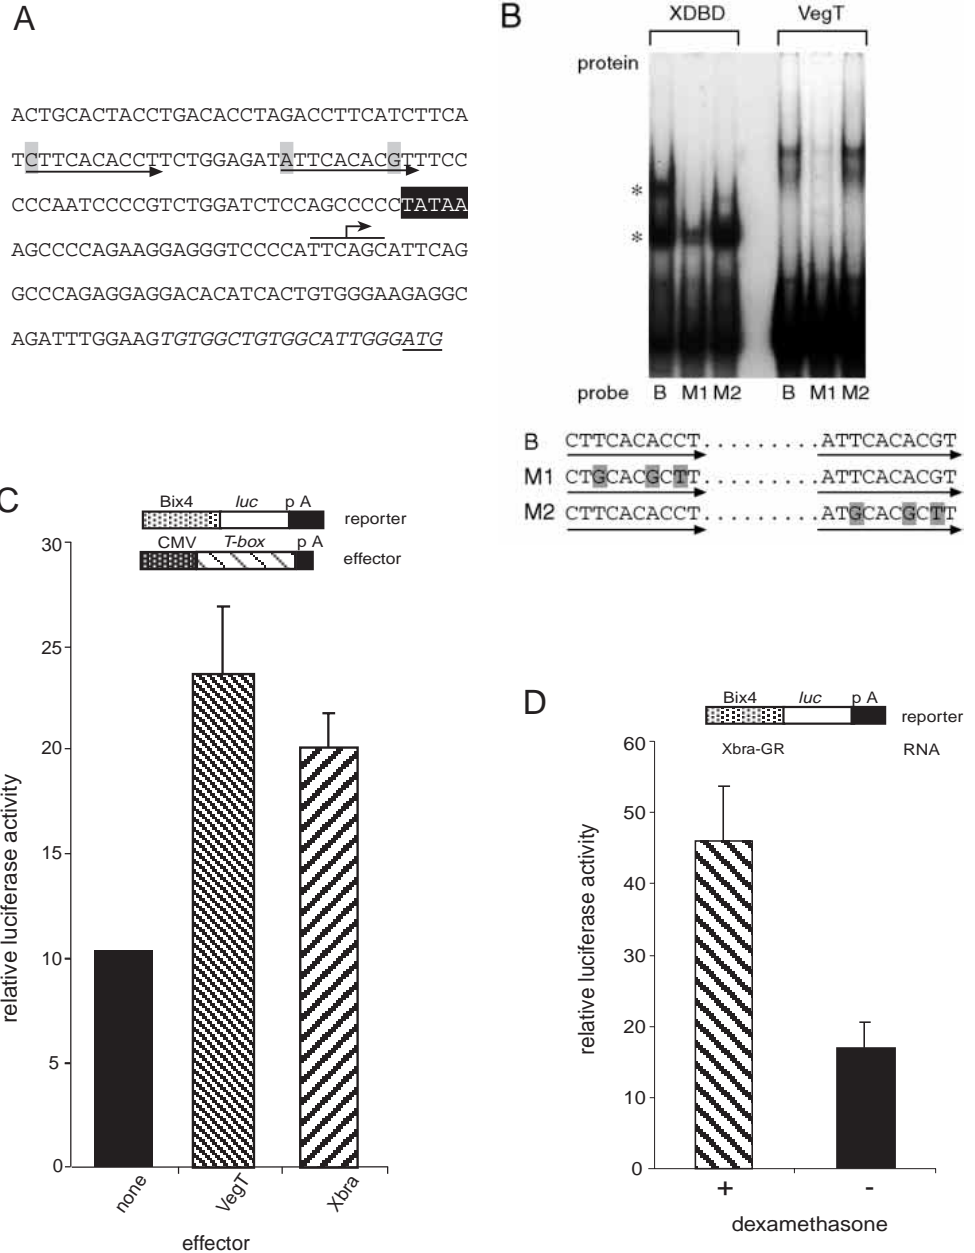 A
ACTGCACTACCTGACACCTAGACCTTCATCTTCA
TCTTCACACCTTCTGGAGATATTCACACGTTTCC
CCCAATCCCCGTCTGGATCTCCAGCCCCCTATAA
AGCCCCAGAAGGAGGGTCCCCATTCAGCATTCAG
GCCCAGAGGAGGACACATCACTGTGGGAAGAGGC
AGATTTGGAAGTGTGGCTGTGGCATTGGGATG
B
XDBD VegT
protein
*
*
probe B M1 M2 B M1 M2
B CTTCACACCT.........ATTCACACGT
M1 CTGCACGCTT.........ATTCACACGT
M2 CTTCACACCT.........ATGCACGCTT
C
Bix4 luc p A
reporter
CMV T-box p A
effector
30
25
20
15
10
5
0
relative luciferase activity
none VegT Xbra
effector
D
Bix4 luc p A
reporter
Xbra-GR RNA
60
50
40
30
20
10
0
relative luciferase activity
+ -
dexamethasone